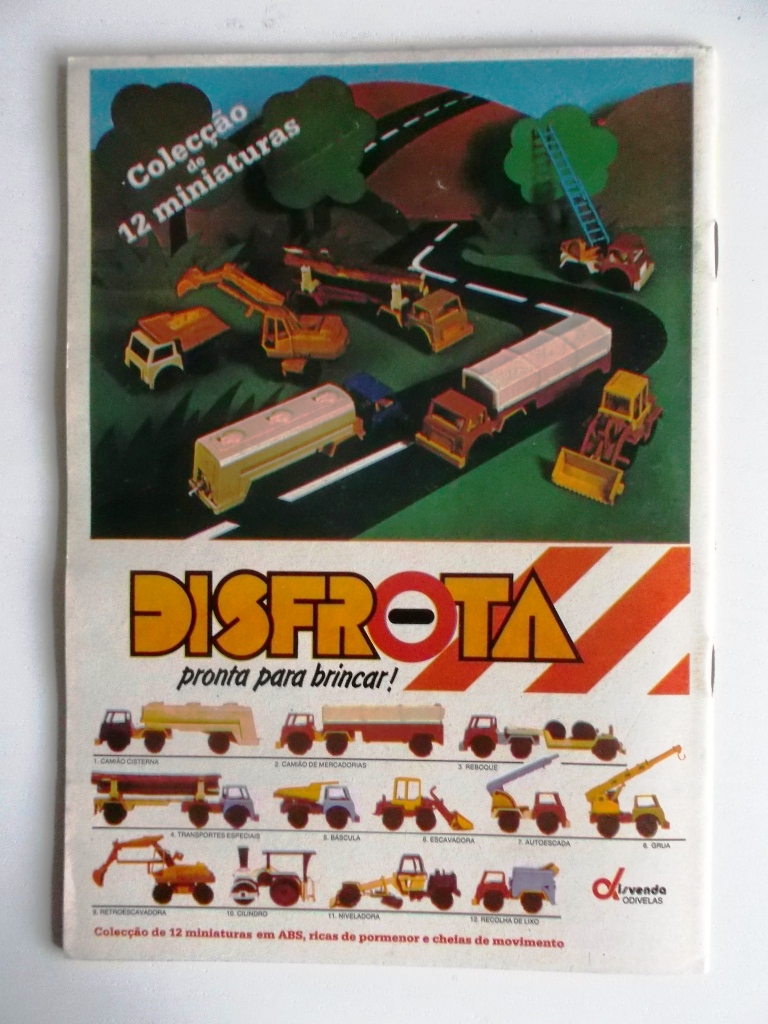 Colecção
de
12 miniaturas
DISFROTA
pronta para brincar!
1. CAMIÃO CISTERNA
2. CAMIÃO DE MERCADORIAS
3. REBOQUE
4. TRANSPORTES ESPECIAIS
5. BÁSCULA
6. ESCAVADORA
7. AUTOESCADA
8. GRUA
9. RETROESCAVADORA
10. CILINDRO
11. NIVELADORA
12. RECOLHA DE LIXO
disvenda
ODIVELAS
Colecção de 12 miniaturas em ABS, ricas de pormenor e cheias de movimento